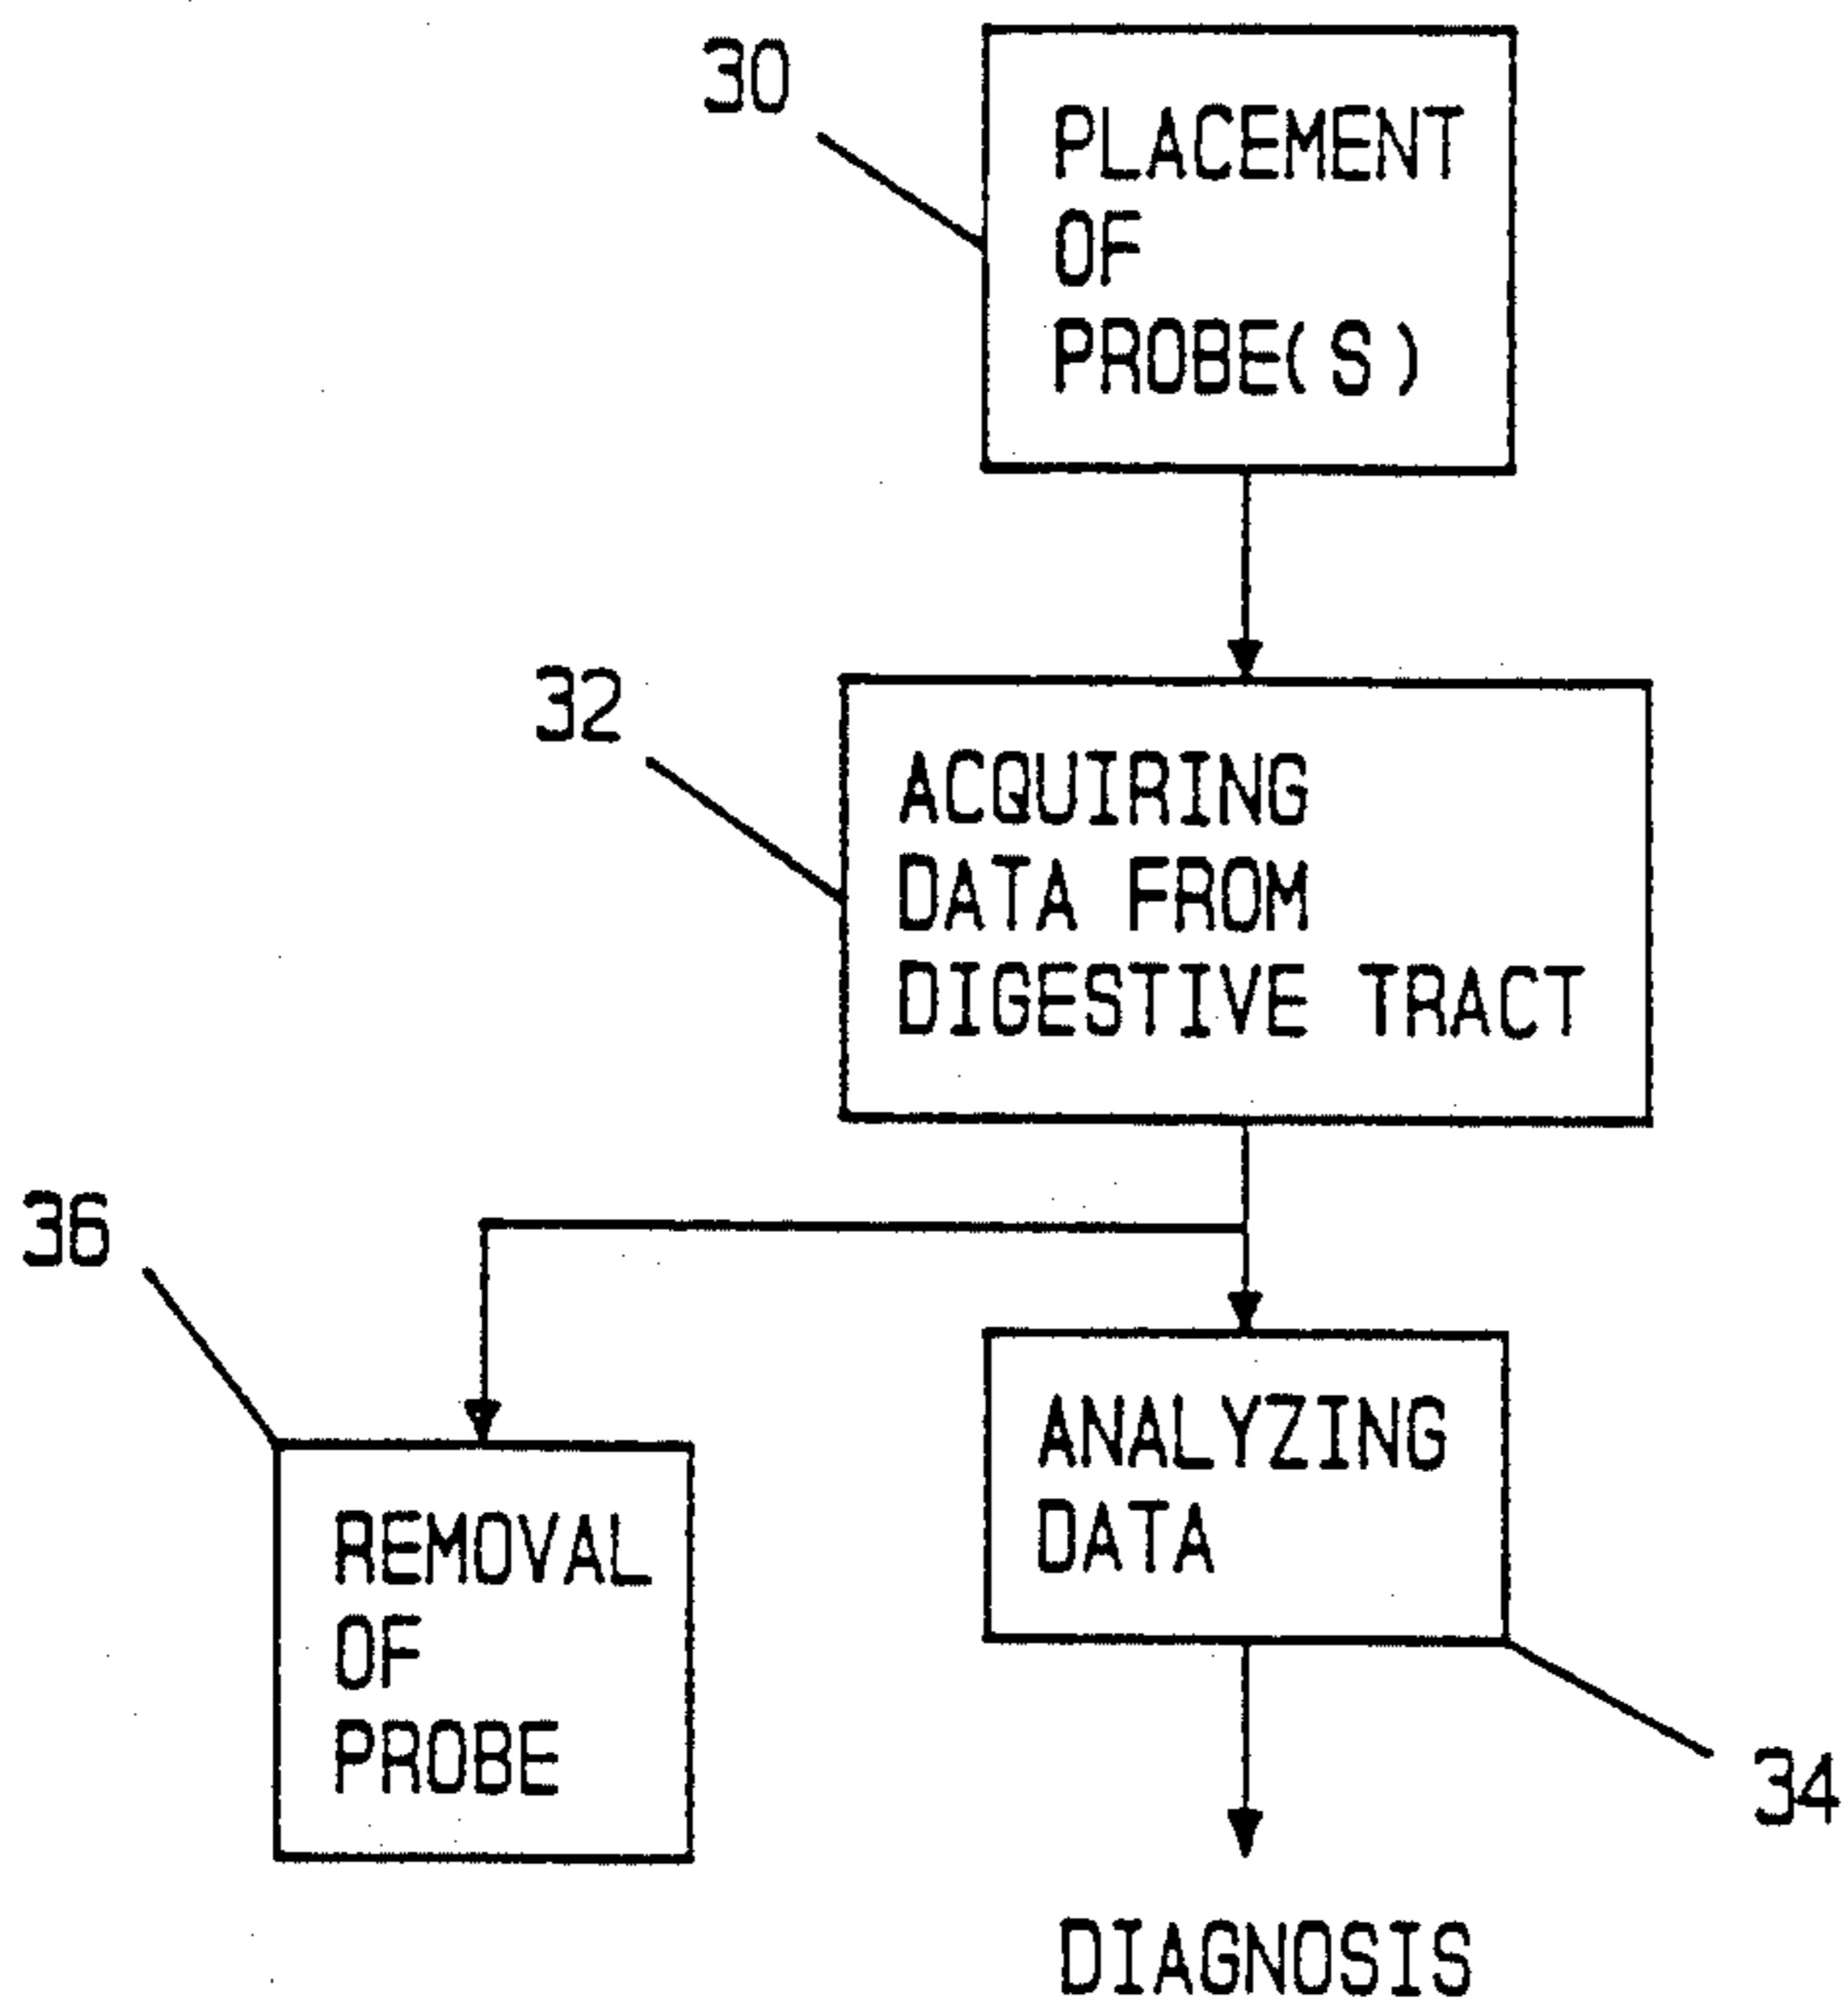 30
PLACEMENT
OF
PROBE(S)
32
ACQUIRING
DATA FROM
DIGESTIVE TRACT
36
REMOVAL
OF
PROBE
ANALYZING
DATA
34
DIAGNOSIS